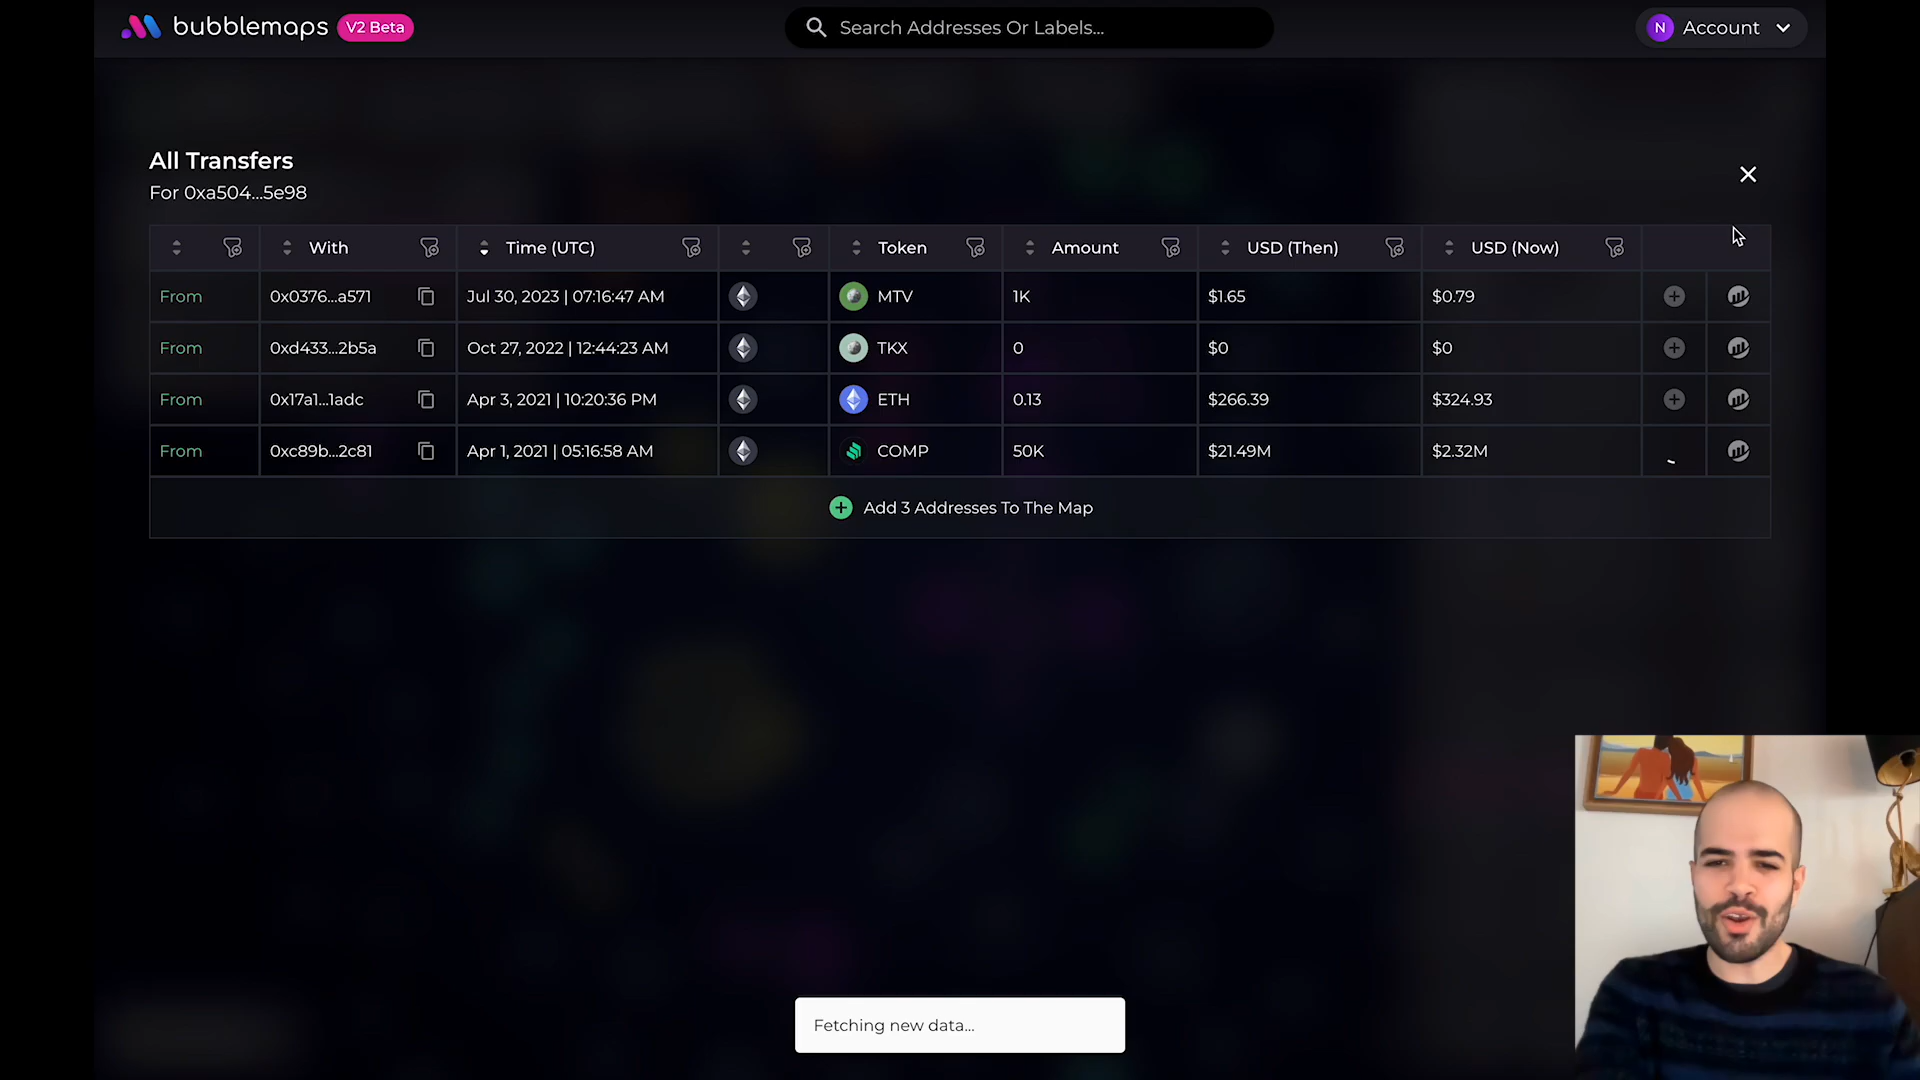 bubblemaps V2 Beta
Search Addresses Or Labels...
N Account
All Transfers
For 0xa504...5e98
With Time (UTC) Token Amount USD (Then) USD (Now)
From 0x0376...a571 Jul 30, 2023 | 07:16:47 AM MTV 1K $1.65 $0.79
From 0xd433...2b5a Oct 27, 2022 | 12:44:23 AM TKX 0 $0 $0
From 0x17a1...1adc Apr 3, 2021 | 10:20:36 PM ETH 0.13 $266.39 $324.93
From 0xc89b...2c81 Apr 1, 2021 | 05:16:58 AM COMP 50K $21.49M $2.32M
Add 3 Addresses To The Map
Fetching new data...